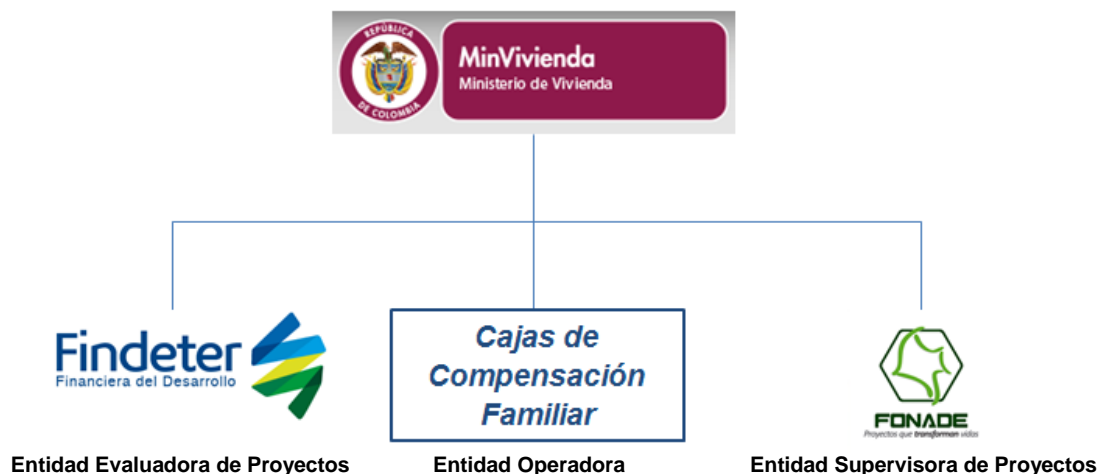 REPÚBLICA
DE COLOMBIA
MinVivienda
Ministerio de Vivienda
Findeter
Financiera del Desarrollo
Cajas de
Compensación
Familiar
FONADE
Proyectos que transforman vidas
Entidad Evaluadora de Proyectos
Entidad Operadora
Entidad Supervisora de Proyectos